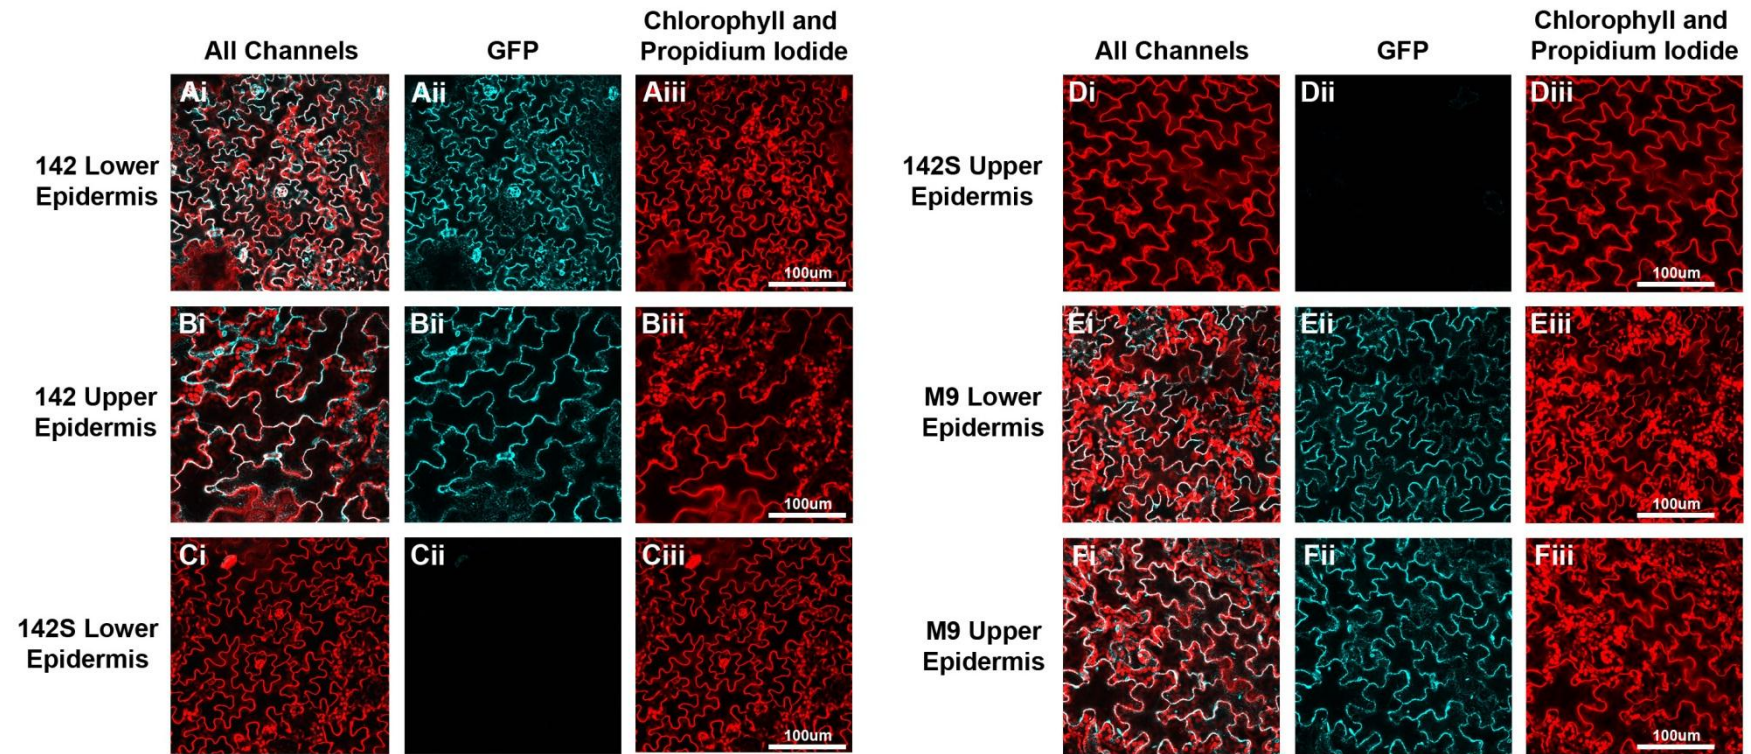 Chlorophyll and
All Channels GFP Propidium Iodide
142 Lower
Epidermis
Ai Aii Aiii
100um
142 Upper
Epidermis
Bi Bii Biii
100um
142S Lower
Epidermis
Ci Cii Ciii
100um
Chlorophyll and
All Channels GFP Propidium Iodide
142S Upper
Epidermis
Di Dii Diii
100um
M9 Lower
Epidermis
Ei Eii Eiii
100um
M9 Upper
Epidermis
Fi Fii Fiii
100um